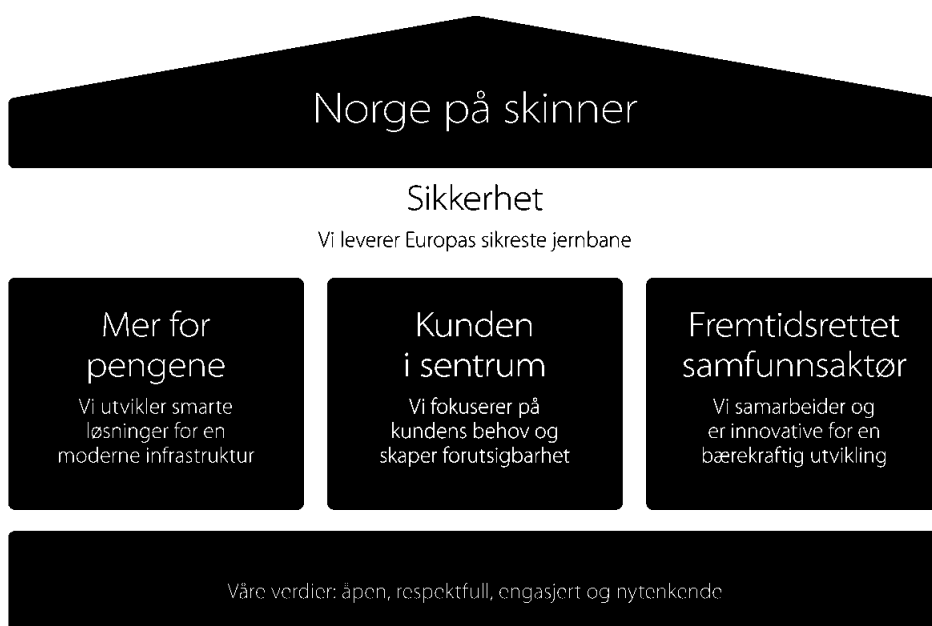 Norge på skinner
Sikkerhet
Vi leverer Europas sikreste jernbane
Mer for
pengene
Vi utvikler smarte
løsninger for en
moderne infrastruktur
Kunden
i sentrum
Vi fokuserer på
kundens behov og
skaper forutsigbarhet
Fremtidsrettet
samfunnsaktør
Vi samarbeider og
er innovative for en
bærekraftig utvikling
Våre verdier: åpen, respektfull, engasjert og nytenkende